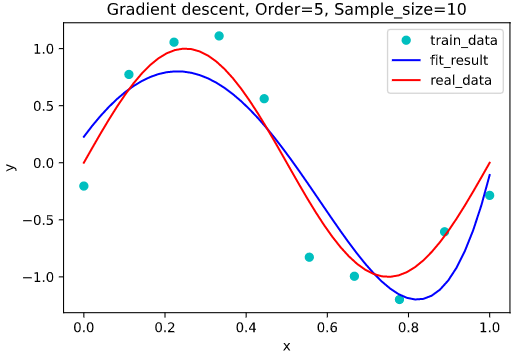 Gradient descent, Order=5, Sample_size=10
train_data
fit_result
real_data
1.0
0.5
0.0
−0.5
−1.0
y
0.0 0.2 0.4 0.6 0.8 1.0
x